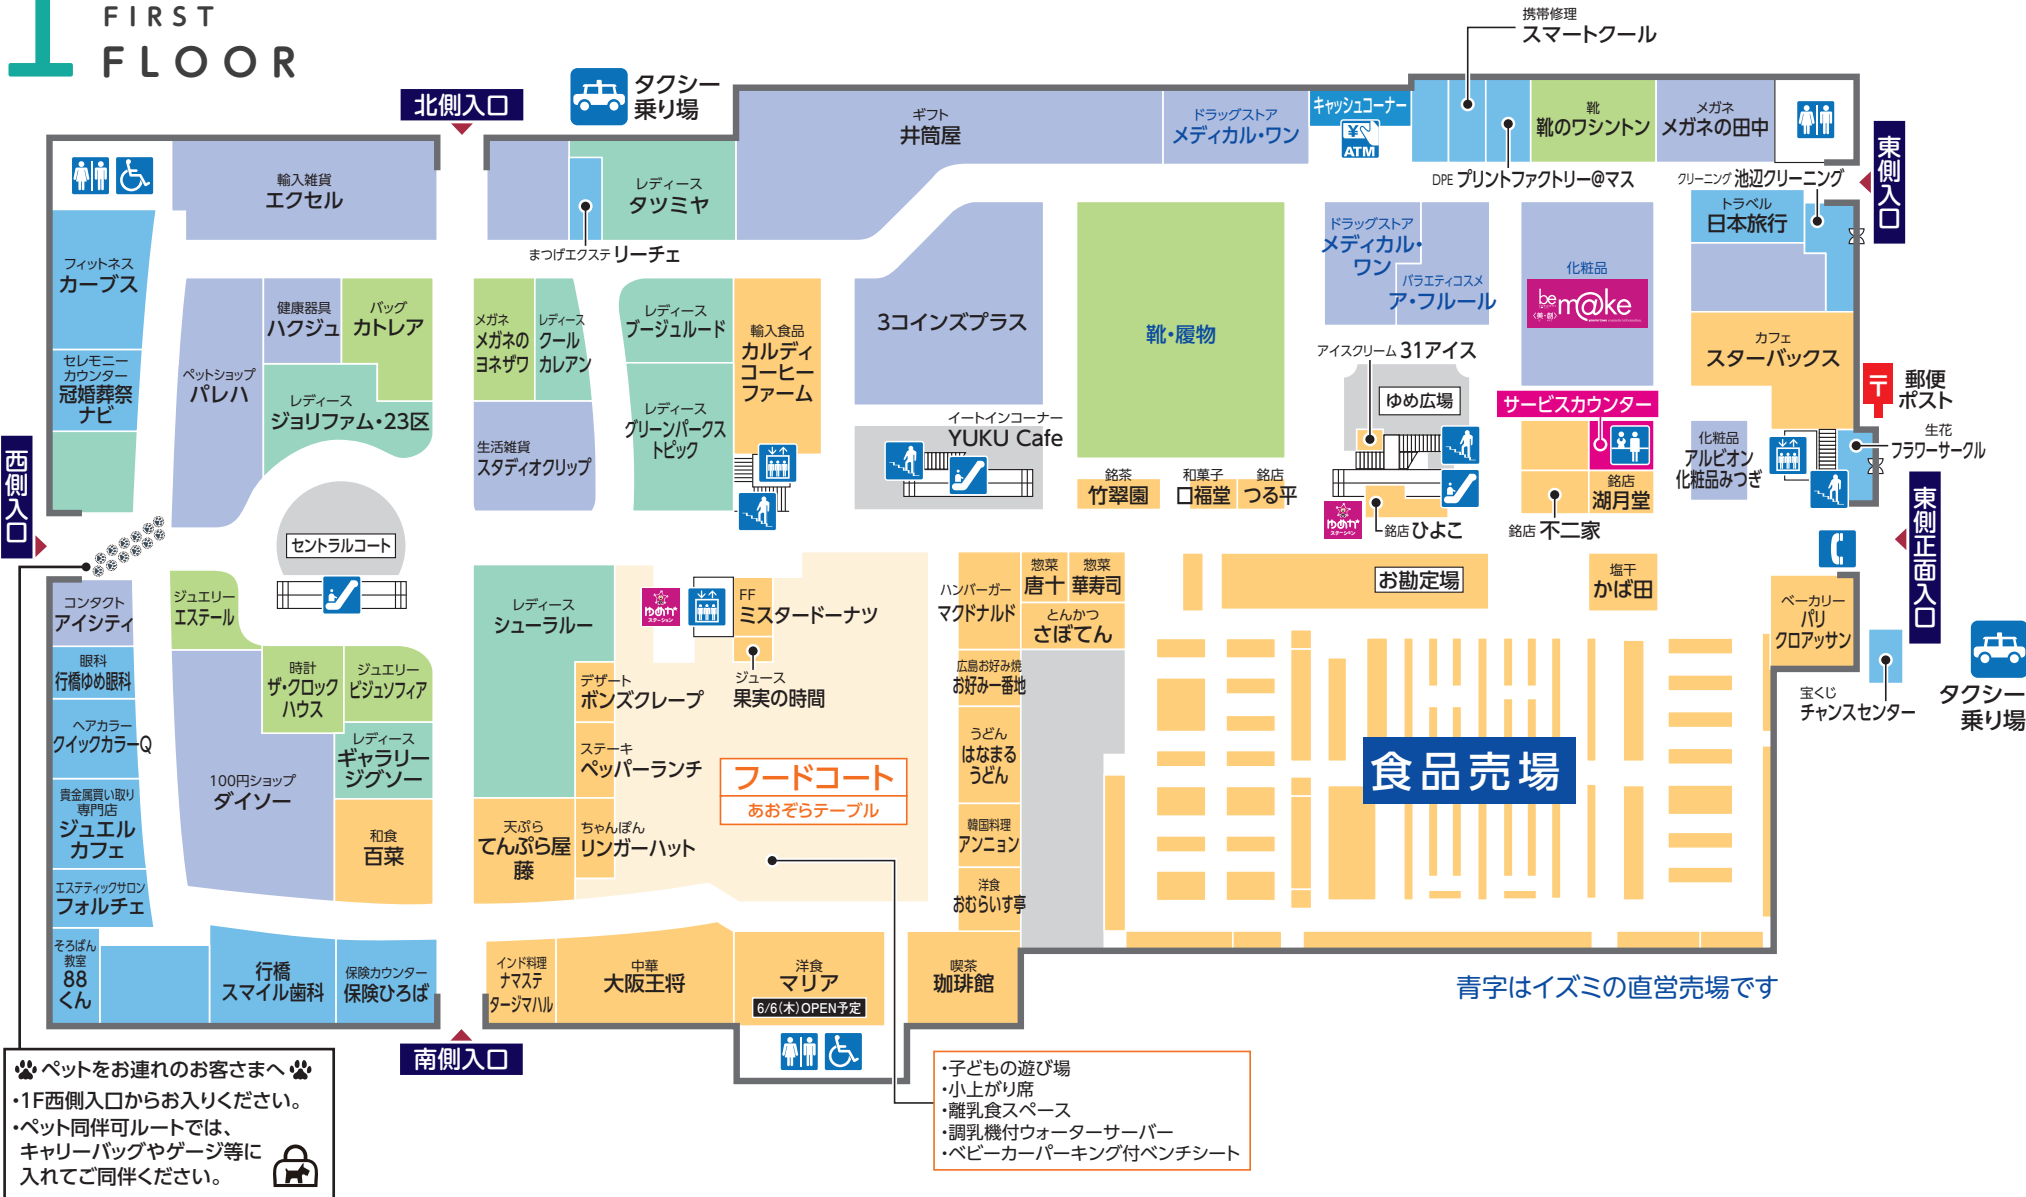 1 FIRST
FLOOR
携帯修理
スマートクール
北側入口
タクシー
乗り場
ギフト
井筒屋
ドラッグストア
メディカル・ワン
キャッシュコーナー
ATM
靴
靴のワシントン
メガネ
メガネの田中
東側入口
DPE プリントファクトリー@マス
クリーニング 池辺クリーニング
輸入雑貨
エクセル
レディース
タツミヤ
まつげエクステ リーチェ
トラベル
日本旅行
フィットネス
カーブス
健康器具
ハクジュ
バッグ
カトレア
メガネ
メガネの
ヨネザワ
レディース
クール
カレアン
レディース
ブージュルード
輸入食品
カルディ
コーヒー
ファーム
3コインズプラス
靴・履物
ドラッグストア
メディカル・
ワン
バラエティコスメ
ア・フルール
化粧品
be m@ke
アイスクリーム 31アイス
ゆめ広場
サービスカウンター
カフェ
スターバックス
郵便
ポスト
セレモニー
カウンター
冠婚葬祭
ナビ
ペットショップ
パレハ
レディース
ジョリファム・23区
生活雑貨
スタディオクリップ
レディース
グリーンパークス
トピック
イートインコーナー
YUKU Cafe
化粧品
アルビオン
化粧品みつぎ
生花
フラワーサークル
西側入口
セントラルコート
銘茶
竹翠園
和菓子
口福堂
銘店
つる平
ゆめか
ステーション
銘店 ひよこ
銘店 不二家
銘店
湖月堂
東側正面入口
コンタクト
アイシティ
ジュエリー
エステール
レディース
シューラルー
ゆめか
ステーション
FF
ミスタードーナツ
ジュース
果実の時間
ハンバーガー
マクドナルド
惣菜
唐十
惣菜
華寿司
とんかつ
さぼてん
お勘定場
塩干
かば田
ベーカリー
パリ
クロアッサン
宝くじ
チャンスセンター
タクシー
乗り場
眼科
行橋ゆめ眼科
時計
ザ・クロック
ハウス
ジュエリー
ビジュソフィア
デザート
ボンズクレープ
広島お好み焼
お好み一番地
ヘアカラー
クイックカラーQ
100円ショップ
ダイソー
レディース
ギャラリー
ジグソー
ステーキ
ペッパーランチ
フードコート
あおぞらテーブル
うどん
はなまる
うどん
食品売場
貴金属買い取り
専門店
ジュエル
カフェ
和食
百菜
天ぷら
てんぷら屋
藤
ちゃんぽん
リンガーハット
韓国料理
アンニョン
エステティックサロン
フォルチェ
洋食
おむらいす亭
そろばん
教室
88
くん
行橋
スマイル歯科
保険カウンター
保険ひろば
インド料理
ナマステ
タージマハル
中華
大阪王将
洋食
マリア
6/6(木)OPEN予定
喫茶
珈琲館
青字はイズミの直営売場です
南側入口
ペットをお連れのお客さまへ
・1F西側入口からお入りください。
・ペット同伴可ルートでは、
キャリーバッグやゲージ等に
入れてご同伴ください。
・子どもの遊び場
・小上がり席
・離乳食スペース
・調乳機付ウォーターサーバー
・ベビーカーパーキング付ベンチシート